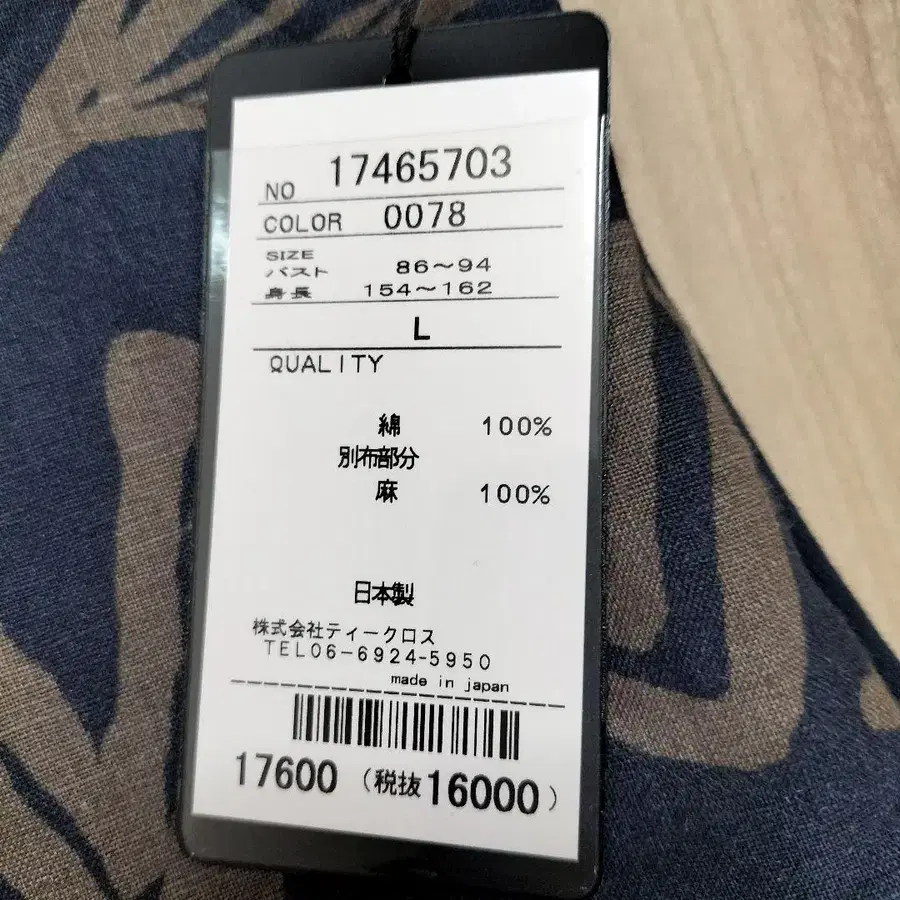 NO 17465703
COLOR 0078
SIZE
バスト 86～94
身長 154～162
L
QUALITY
綿 100%
別布部分
麻 100%
日本製
株式会社ティークロス
TEL06-6924-5950
made in japan
17600 （税抜16000）